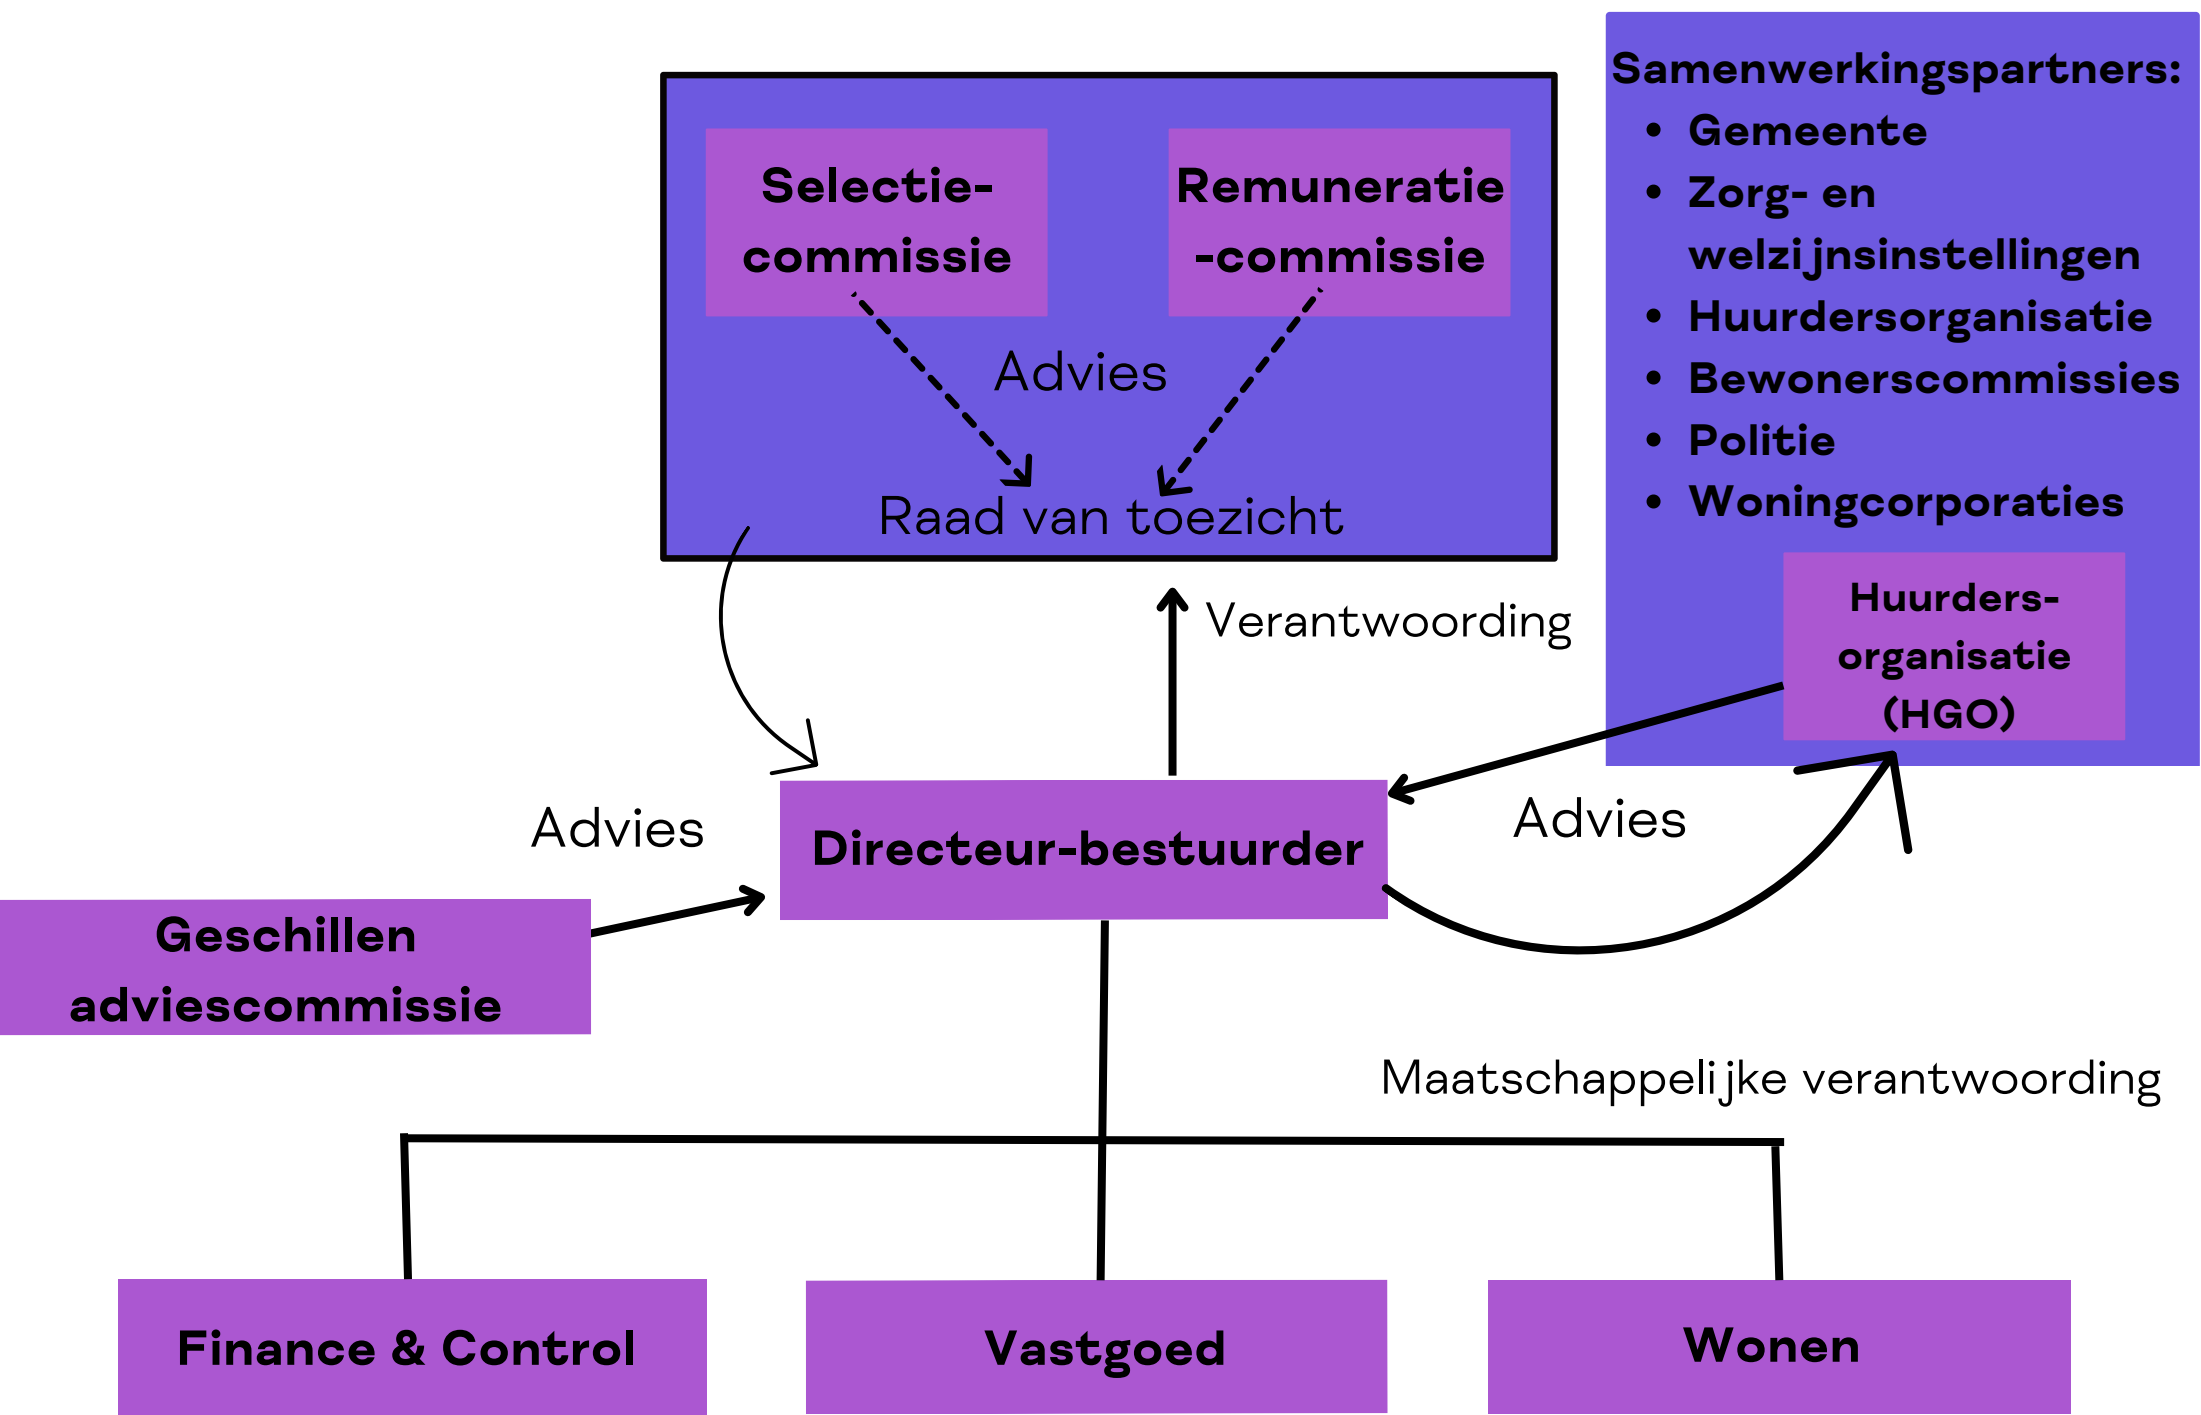 Samenwerkingspartners:
• Gemeente
• Zorg- en
welzijnsinstellingen
• Huurdersorganisatie
• Bewonerscommissies
• Politie
• Woningcorporaties
Huurders-
organisatie
(HGO)
Selectie-
commissie
Remuneratie
-commissie
Advies
Raad van toezicht
Verantwoording
Advies
Directeur-bestuurder
Advies
Geschillen
adviescommissie
Maatschappelijke verantwoording
Finance & Control
Vastgoed
Wonen